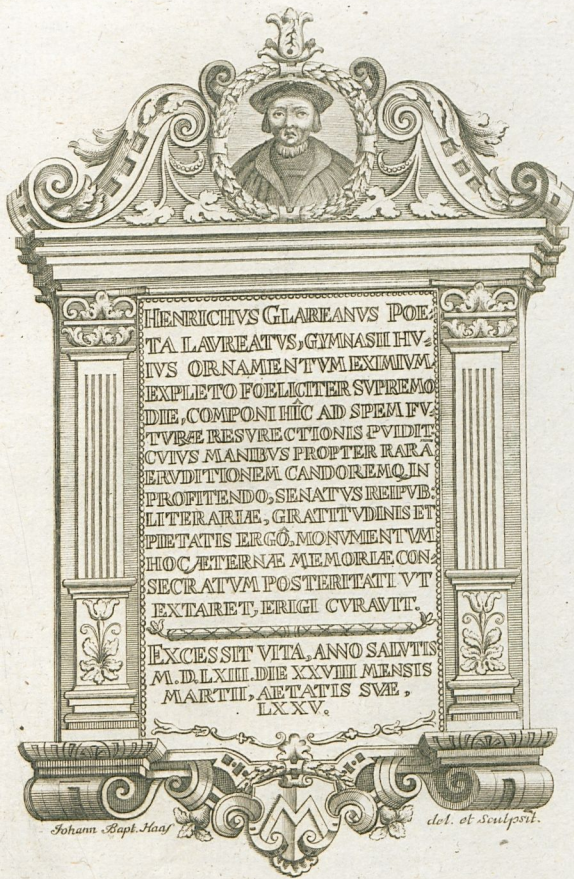 HENRICHVS GLAREANVS POE⸗
TA LAVREATVS, GYMNASII HV⸗
IVS ORNAMENTVM EXIMIVM
EXPLETO FOELICITER SVPREMO
DIE, COMPONI HÎC AD SPEM FV⸗
TVRÆ RESVRECTIONIS PVIDIT:
CVIVS MANIBVS PROPTER RARĀ
ERVDITIONEM CANDOREMQ, IN
PROFITENDO, SENATVS REIPVB:
LITERARIÆ, GRATITVDINIS ET
PIETATIS ERGÔ. MONVMENTVM
HOC ÆTERNÆ MEMORIÆ CON⸗
SECRATVM POSTERITATI VT
EXTARET, ERIGI CVRAVIT.
EXCESSIT VITA, ANNO SALVTIS
M.D.LXIII. DIE XXVIII MENSIS
MARTII, AETATIS SVÆ,
LXXV.
Johann Bapt. Haas
del. et Sculpsit.